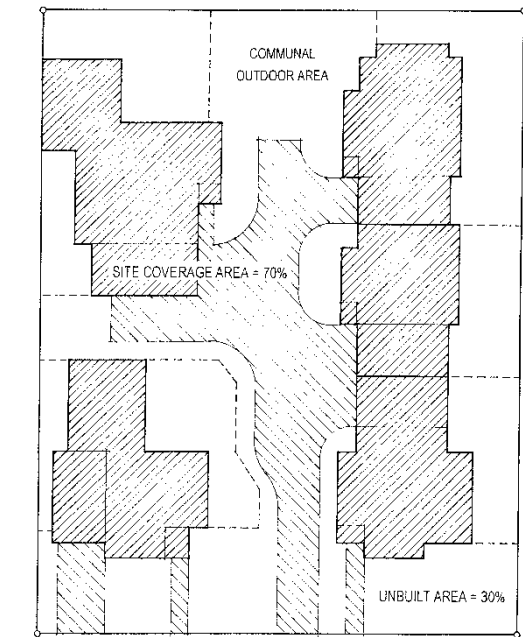 COMMUNAL
OUTDOOR AREA
SITE COVERAGE AREA = 70%
UNBUILT AREA = 30%